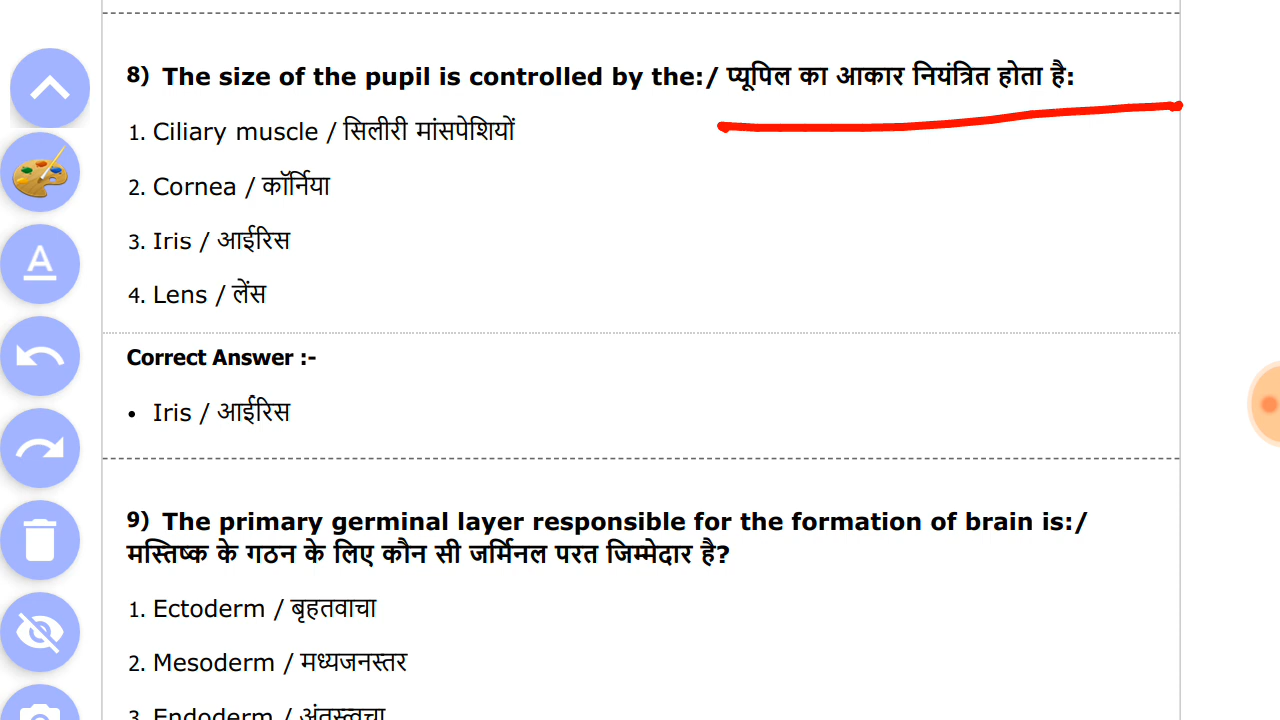 8) The size of the pupil is controlled by the:/ प्यूपिल का आकार नियंत्रित होता है:
1. Ciliary muscle / सिलीरी मांसपेशियों
2. Cornea / कॉर्निया
3. Iris / आईरिस
4. Lens / लेंस
Correct Answer :-
• Iris / आईरिस
9) The primary germinal layer responsible for the formation of brain is:/
मस्तिष्क के गठन के लिए कौन सी जर्मिनल परत जिम्मेदार है?
1. Ectoderm / बृहतवाचा
2. Mesoderm / मध्यजनस्तर
3. Endoderm / अंतस्त्वचा
A